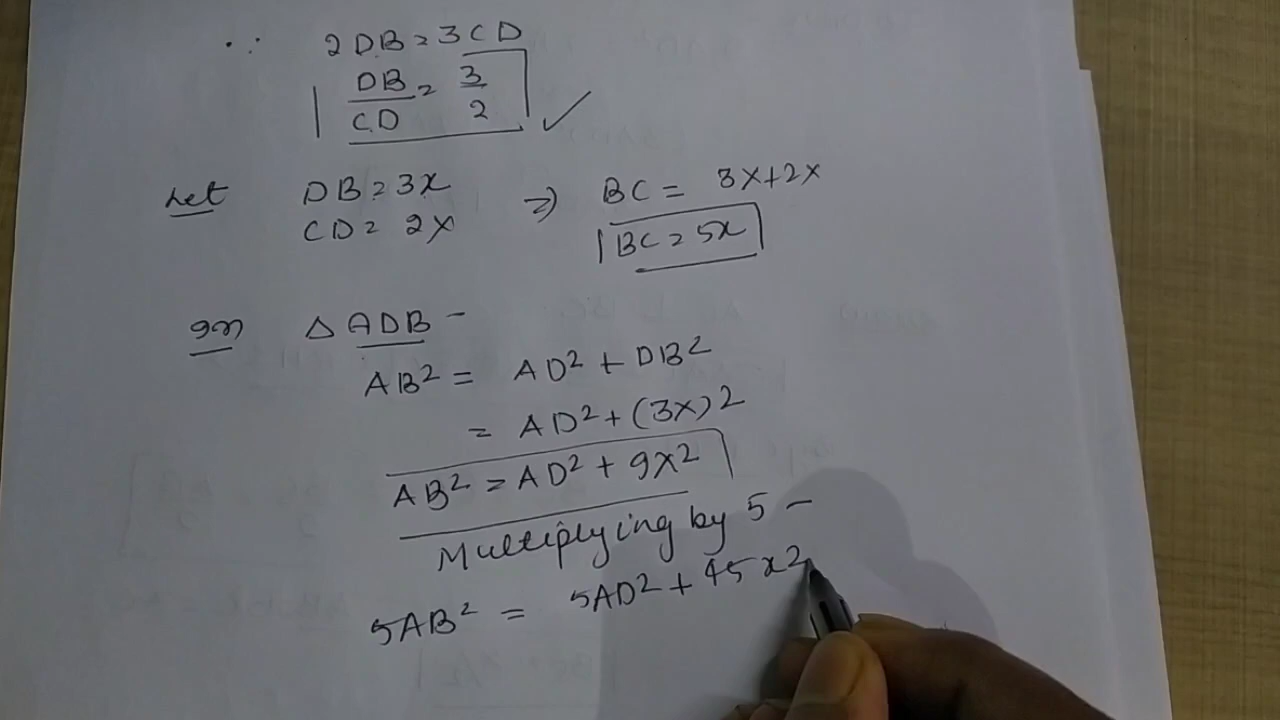 ∵ 2DB = 3CD
DB/CD = 3/2 ✓
Let DB = 3x ⇒ BC = 3x+2x
CD = 2x BC = 5x
In △ ADB -
AB² = AD² + DB²
= AD² + (3x)2
AB² = AD² + 9x²
Multiplying by 5 -
5AB² = 5AD² + 45x2